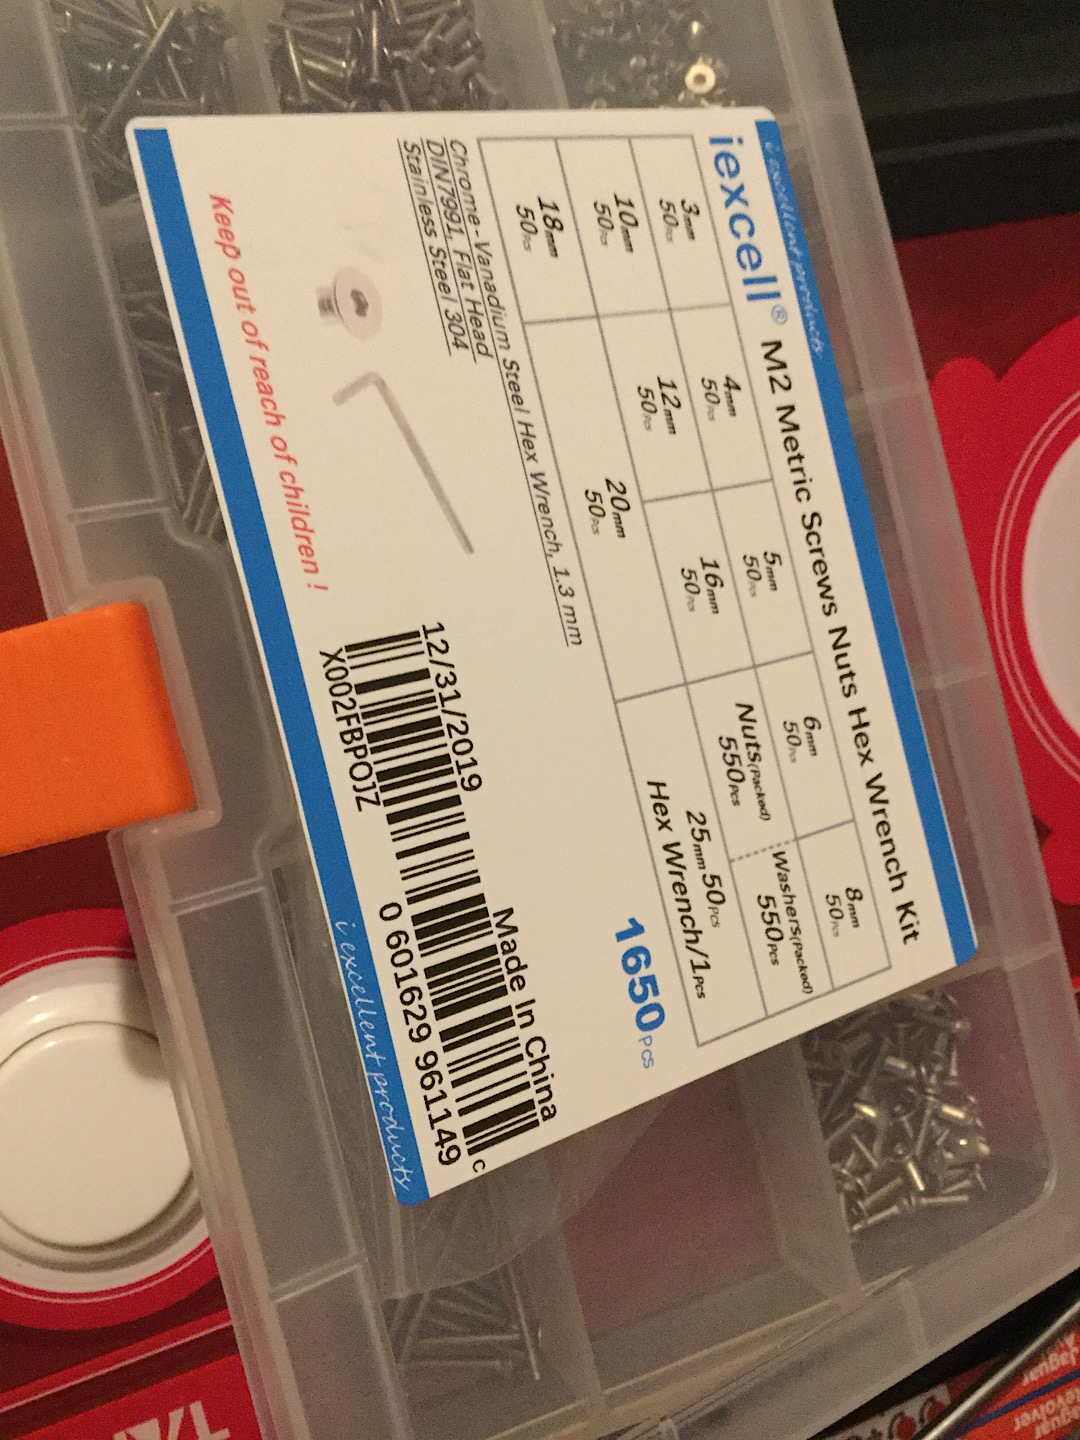 i excellent products
iexcell® M2 Metric Screws Nuts Hex Wrench Kit
3mm 4mm 5mm 6mm 8mm
50Pcs 50Pcs 50Pcs 50Pcs 50Pcs
10mm 12mm 16mm Nuts(Packed) Washers(Packed)
50Pcs 50Pcs 50Pcs 550Pcs 550Pcs
18mm 20mm 25mm 50Pcs
50Pcs 50Pcs Hex Wrench/1Pcs
1650PCS
Chrome-Vanadium Steel Hex Wrench, 1.3 mm
DIN7991, Flat Head
Stainless Steel 304
Made In China
12/31/2019
C
X002FBPOJZ
0 601629 961149
Keep out of reach of children !
i excellent products
Jaguar